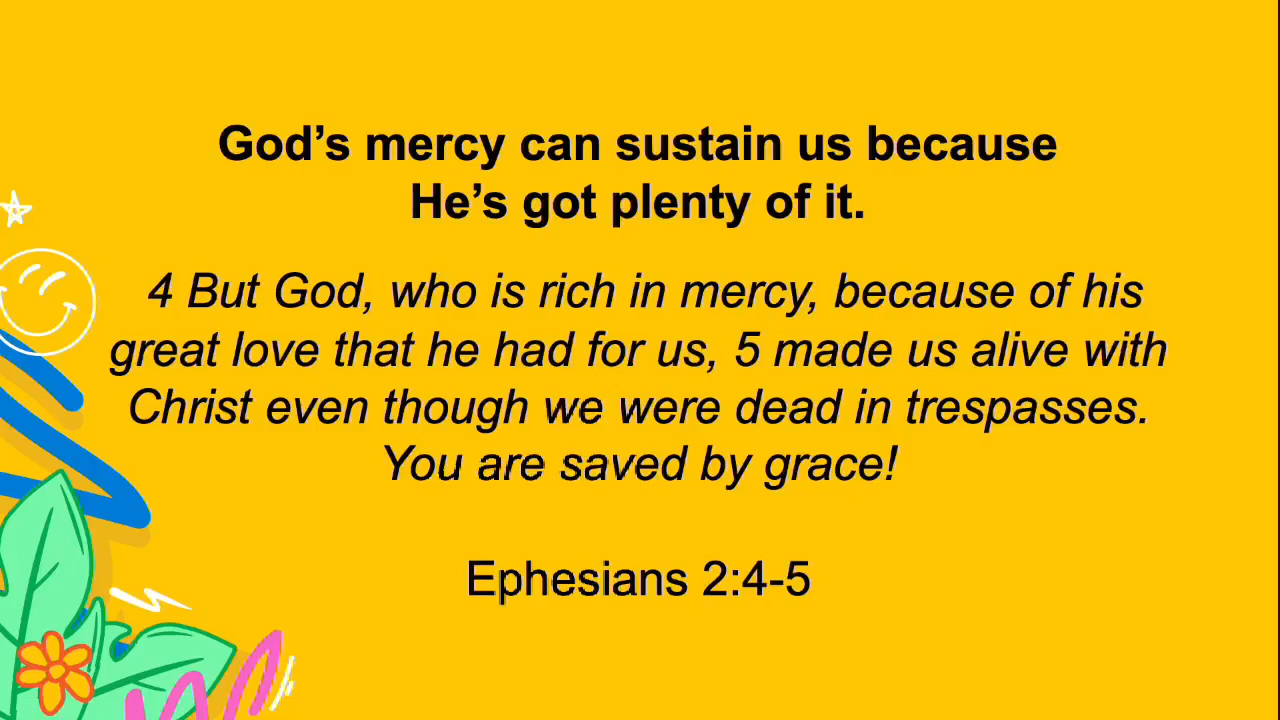 God’s mercy can sustain us because
He’s got plenty of it.
4 But God, who is rich in mercy, because of his
great love that he had for us, 5 made us alive with
Christ even though we were dead in trespasses.
You are saved by grace!
Ephesians 2:4-5